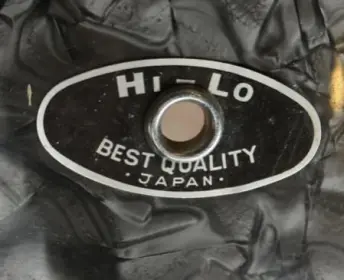 HI-LO
BEST QUALITY
· JAPAN ·